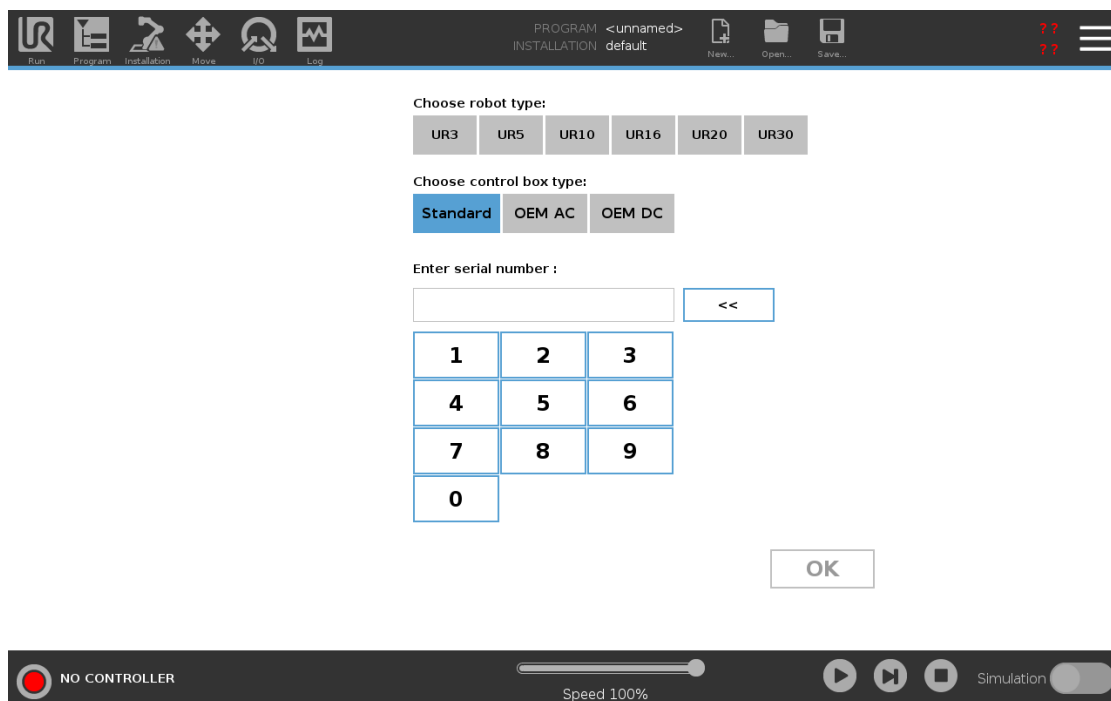 PROGRAM <unnamed>
INSTALLATION default
? ?
? ?
UR
Run Program Installation Move I/O Log New... Open... Save...
Choose robot type:
UR3 UR5 UR10 UR16 UR20 UR30
Choose control box type:
Standard OEM AC OEM DC
Enter serial number :
<<
1 2 3
4 5 6
7 8 9
0
OK
NO CONTROLLER
Simulation
Speed 100%